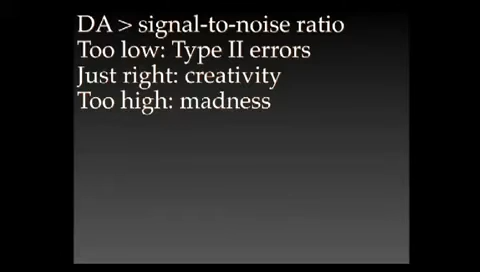 DA > signal-to-noise ratio
Too low: Type II errors
Just right: creativity
Too high: madness